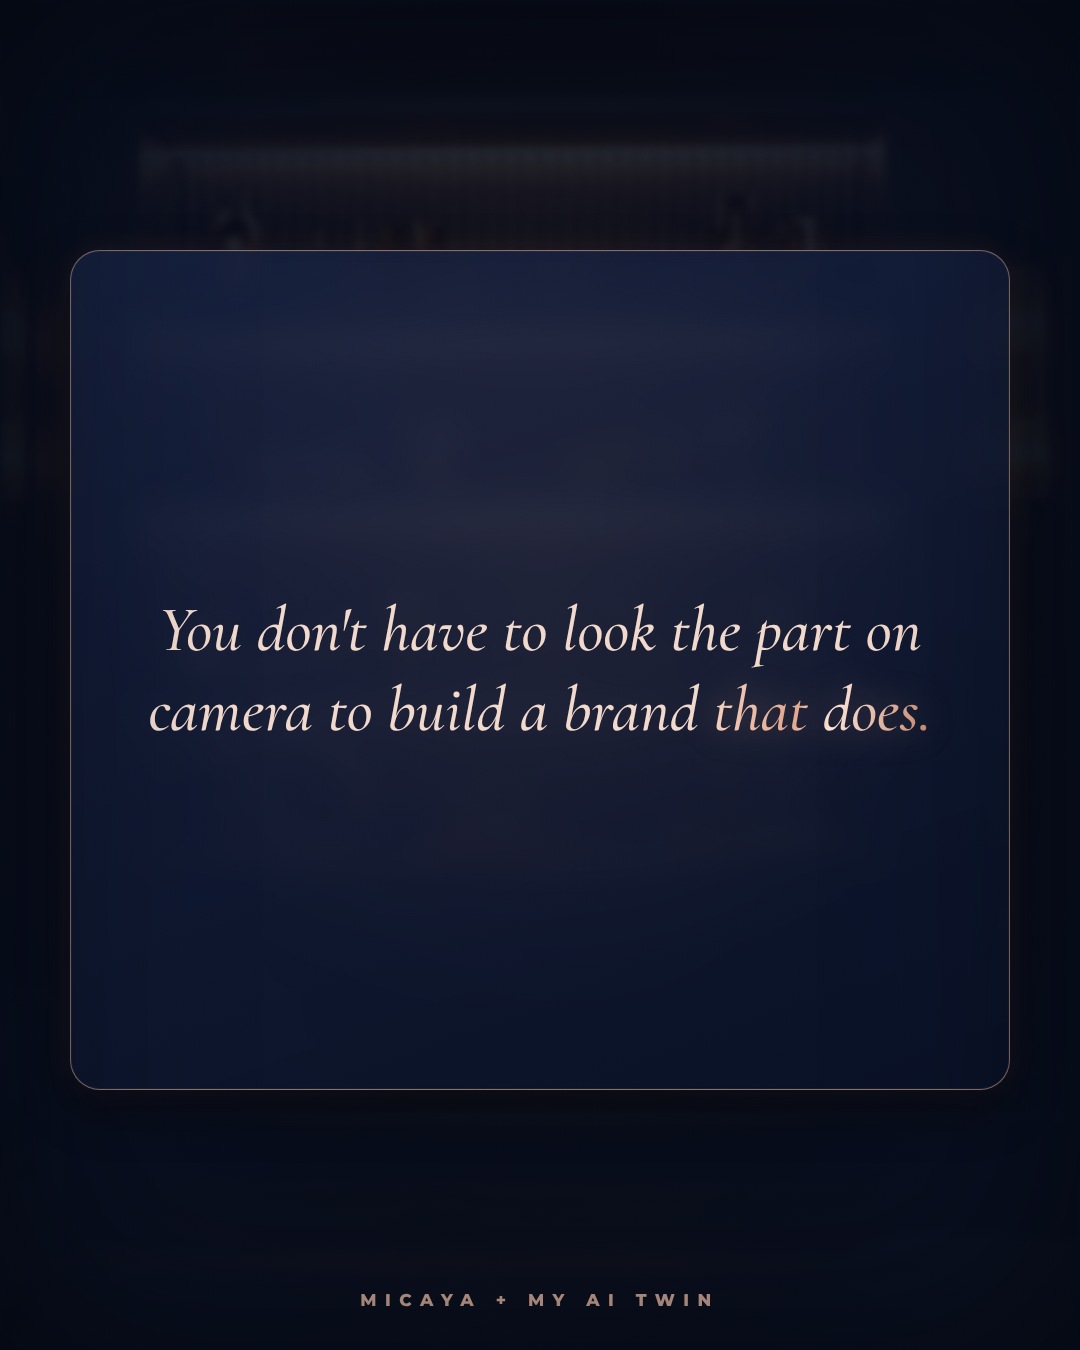 You don't have to look the part on
camera to build a brand that does.
MICAYA + MY AI TWIN